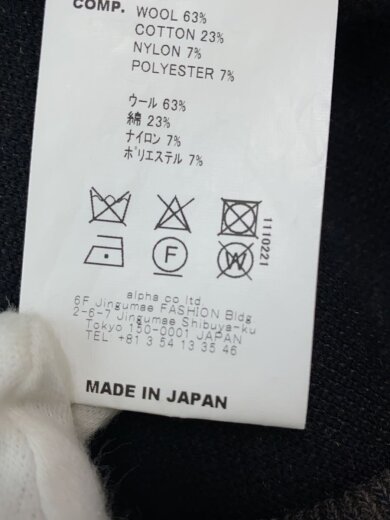 COMP. WOOL 63%
COTTON 23%
NYLON 7%
POLYESTER 7%
ウール 63%
綿 23%
ナイロン 7%
ポリエステル 7%
1110221
F
W
alpha co ltd
6F Jingumae FASHION Bldg
2-6-7 Jingumae Shibuya-ku
Tokyo 150-0001 JAPAN
TEL +81 3 54 13 35 46
MADE IN JAPAN